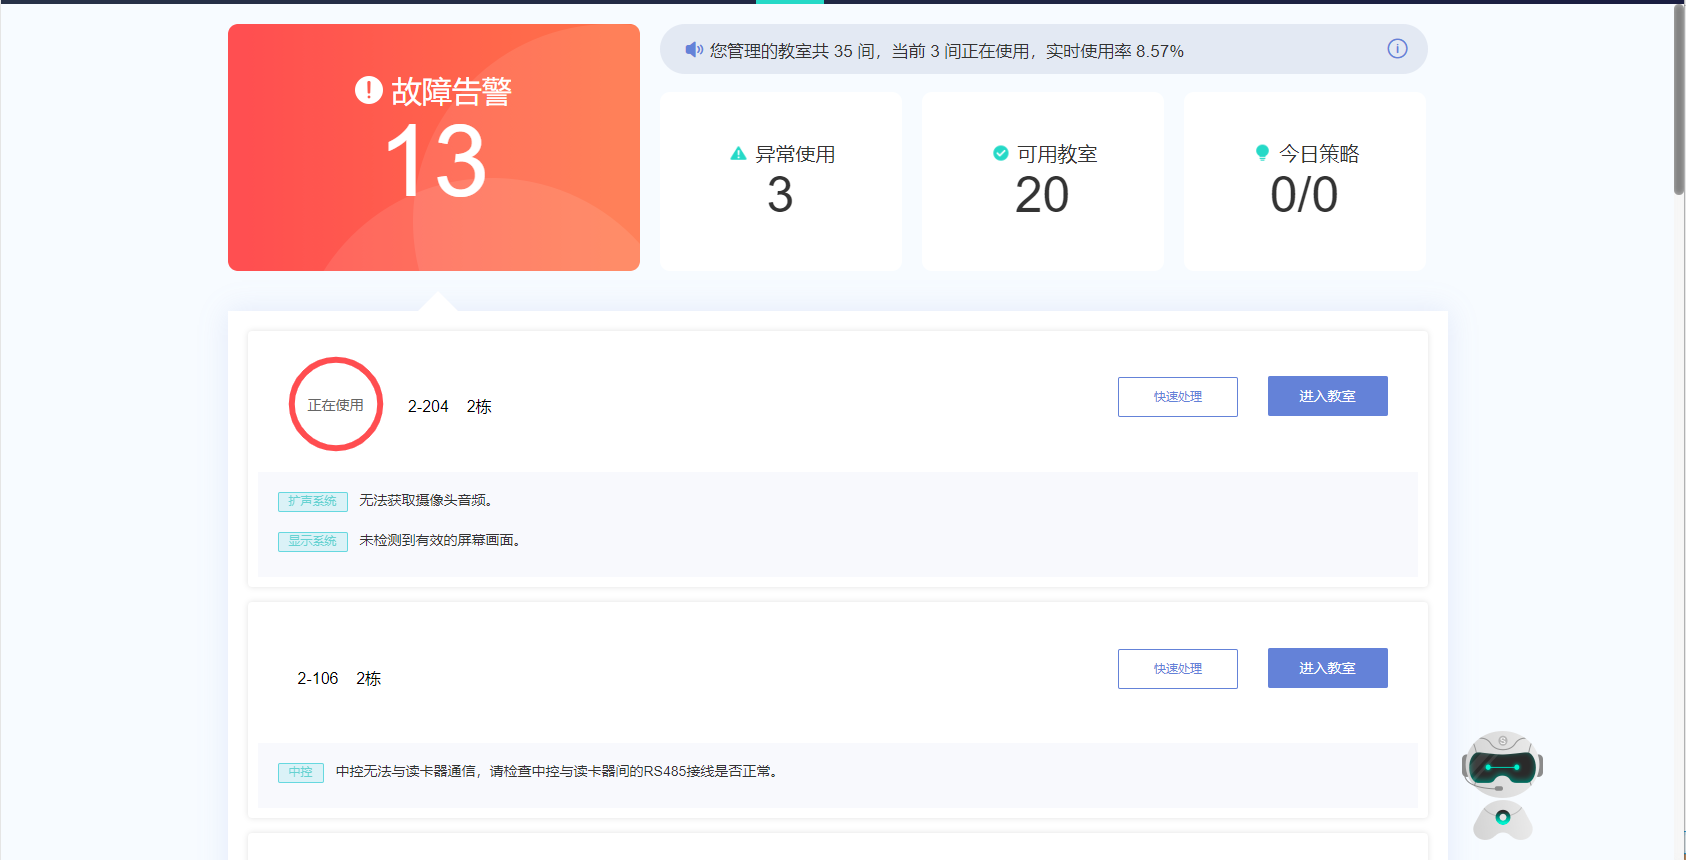 故障告警
13
您管理的教室共 35 间，当前 3 间正在使用，实时使用率 8.57%
异常使用
3
可用教室
20
今日策略
0/0
正在使用
2-204 2栋
快速处理
进入教室
扩声系统 无法获取摄像头音频。
显示系统 未检测到有效的屏幕画面。
2-106 2栋
快速处理
进入教室
中控 中控无法与读卡器通信，请检查中控与读卡器间的RS485接线是否正常。
S